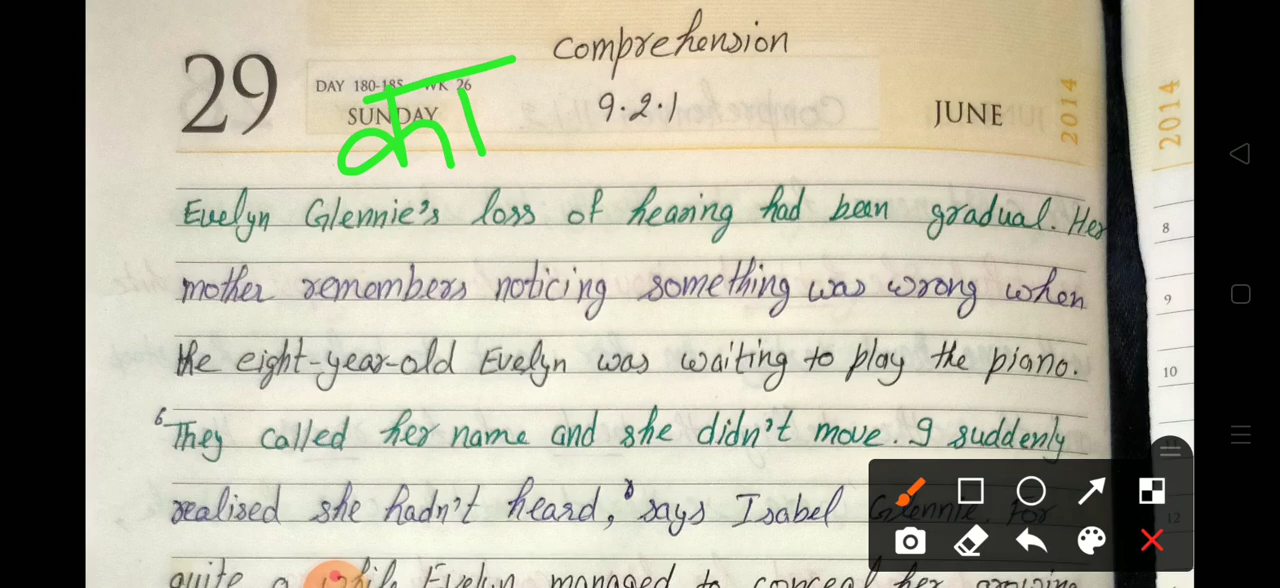 Comprehension
29
DAY 180-185 WK 26
9.2.1
SUNDAY
JUNE
2014
2014
Evelyn Glennie's loss of hearing had been gradual. Her
8
mother remembers noticing something was wrong when
9
the eight-year-old Evelyn was waiting to play the piano.
10
'They called her name and she didn't move. I suddenly
realised she hadn't heard,' says Isabel Glennie. For
12
quite a while Evelyn managed to conceal her growing